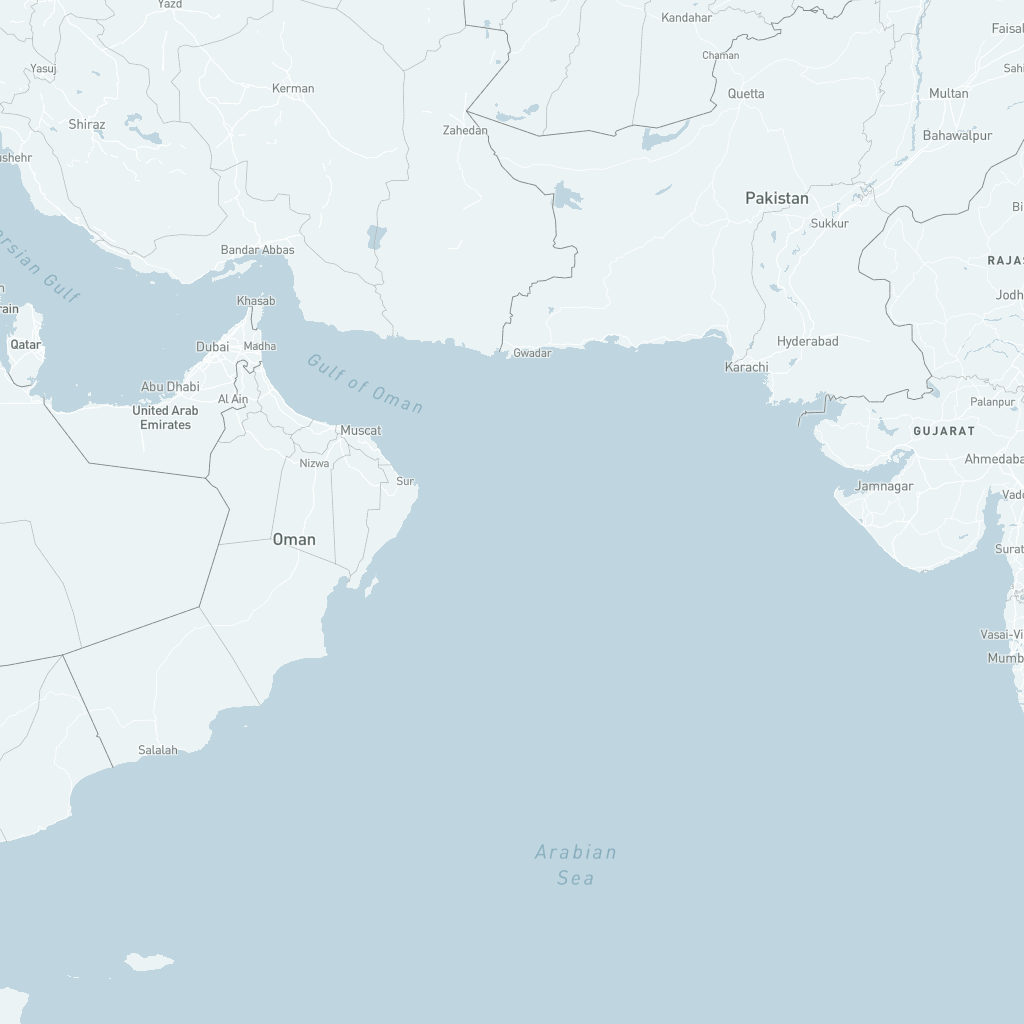 Yazd
Kandahar
Faisal
Chaman
Yasuj
Sahi
Kerman
Quetta
Multan
Shiraz
Zahedan
Bahawalpur
shehr
Pakistan
Bi
Sukkur
Bandar Abbas
ersian Gulf
RAJAS
Jodh
n
Khasab
rain
Qatar
Dubai
Madha
Hyderabad
Gwadar
Karachi
Gulf of Oman
Abu Dhabi
Al Ain
Palanpur
United Arab
Emirates
Muscat
GUJARAT
Nizwa
Ahmedaba
Sur
Jamnagar
Vado
Oman
Surat
Vasai-Vi
Mumb
Salalah
Arabian
Sea